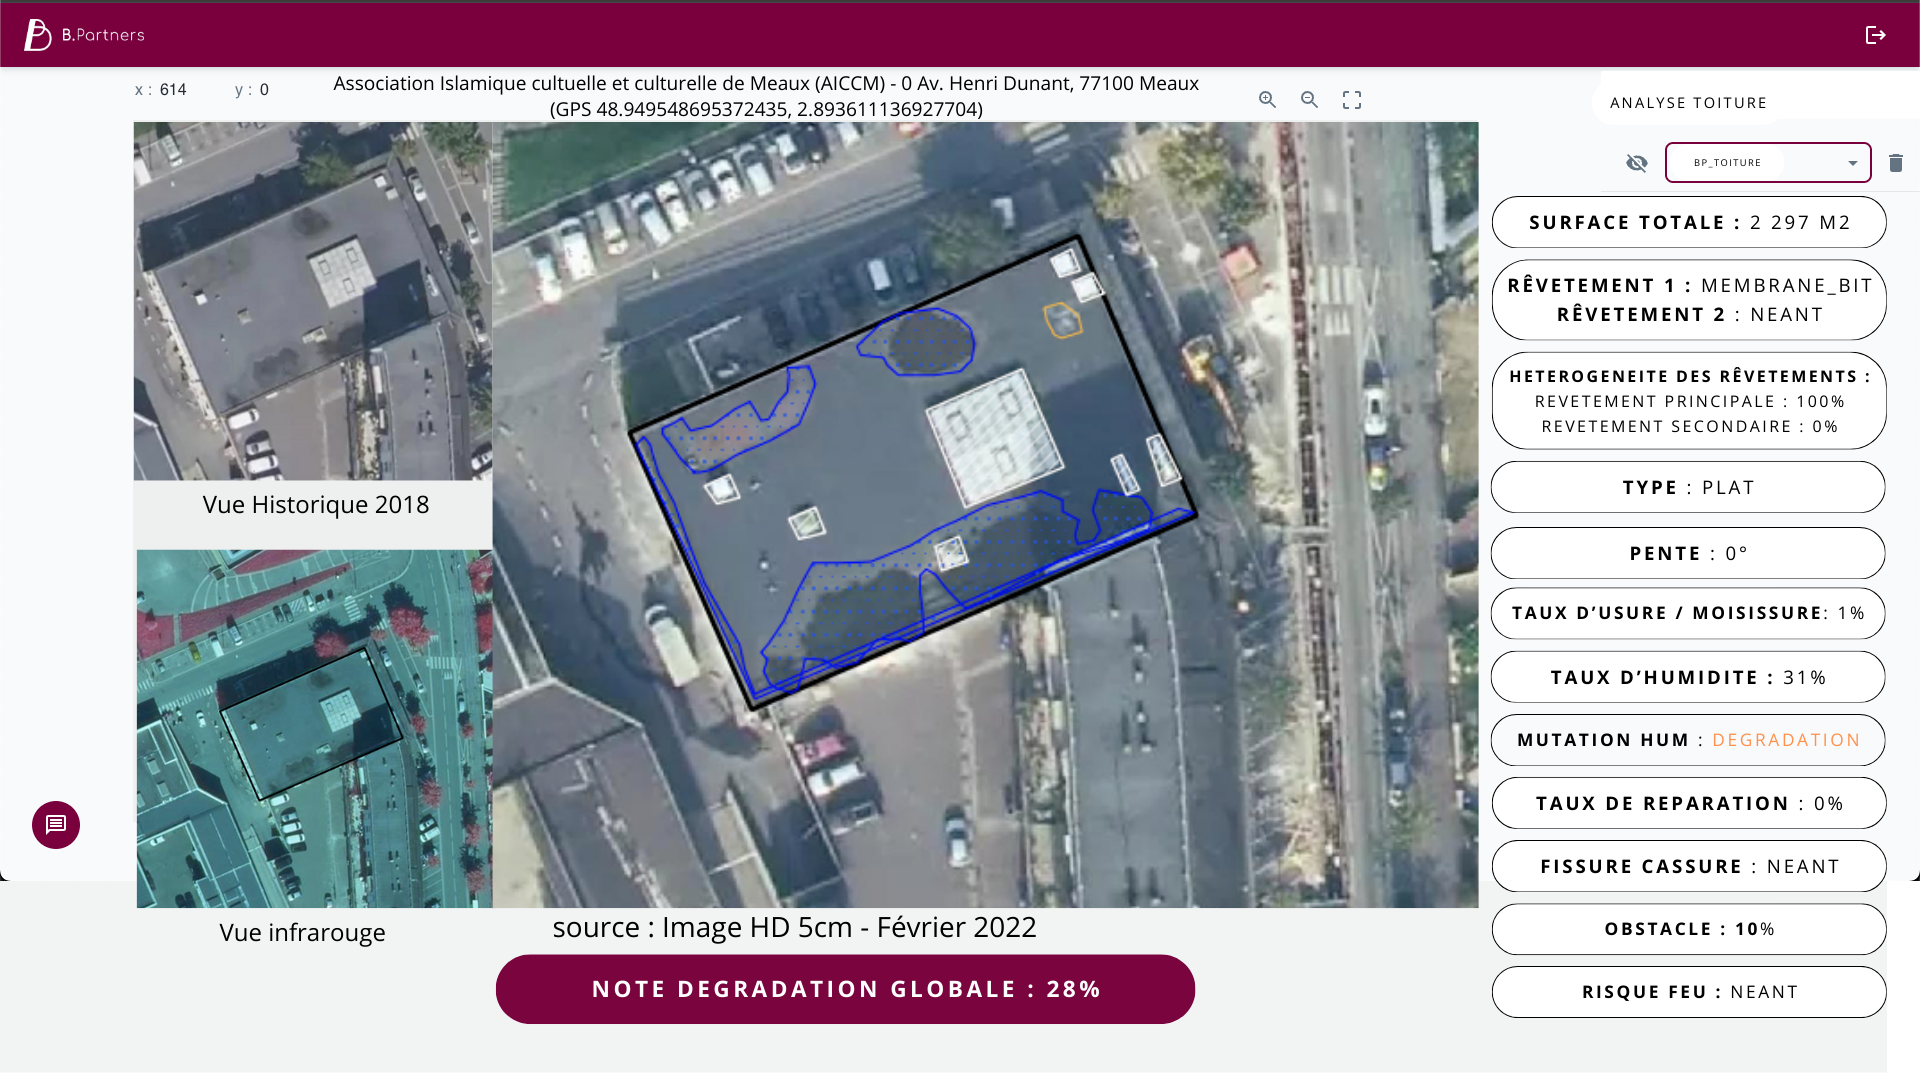 B.Partners
x : 614 y : 0
Association Islamique cultuelle et culturelle de Meaux (AICCM) - 0 Av. Henri Dunant, 77100 Meaux
(GPS 48.949548695372435, 2.893611136927704)
ANALYSE TOITURE
BP_TOITURE
SURFACE TOTALE : 2 297 M2
RÊVETEMENT 1 : MEMBRANE_BIT
RÊVETEMENT 2 : NEANT
HETEROGENEITE DES RÊVETEMENTS :
REVETEMENT PRINCIPALE : 100%
REVETEMENT SECONDAIRE : 0%
TYPE : PLAT
PENTE : 0°
TAUX D'USURE / MOISISSURE: 1%
TAUX D'HUMIDITE : 31%
MUTATION HUM : DEGRADATION
TAUX DE REPARATION : 0%
FISSURE CASSURE : NEANT
OBSTACLE : 10%
RISQUE FEU : NEANT
Vue Historique 2018
Vue infrarouge
source : Image HD 5cm - Février 2022
NOTE DEGRADATION GLOBALE : 28%